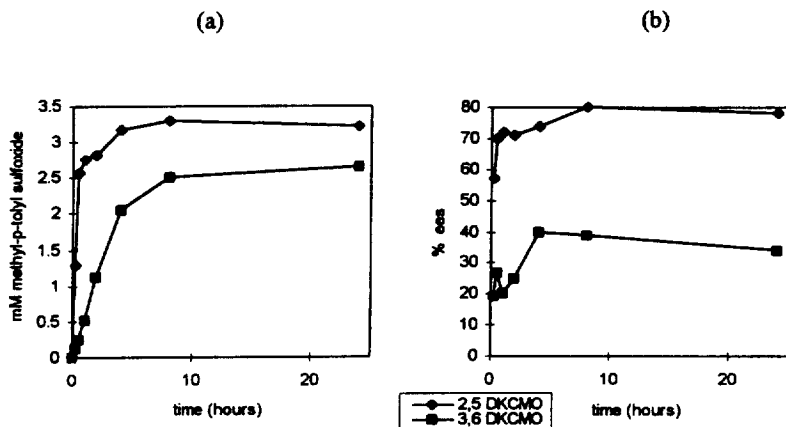 (a)
(b)
mM methyl-p-tolyl sulfoxide
3.5
3
2.5
2
1.5
1
0.5
0
0
10
20
time (hours)
% ees
80
70
60
50
40
30
20
10
0
0
10
20
time (hours)
2,5 DKCMO
3,6 DKCMO